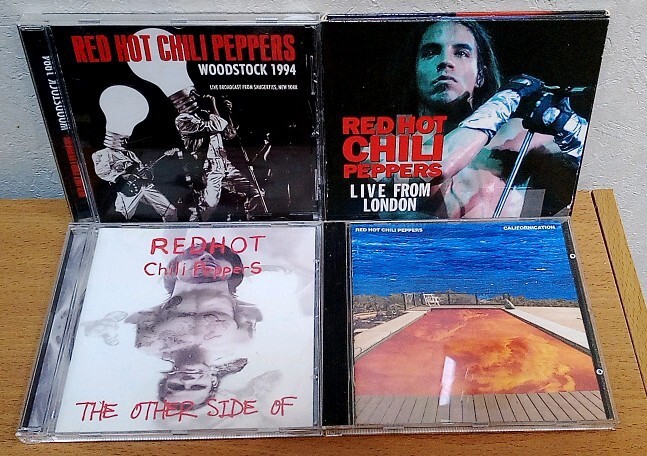 RED HOT CHILI PEPPERS
WOODSTOCK 1994
LIVE BROADCAST FROM SAUGERTIES, NEW YORK
WOODSTOCK 1994
RED HOT
CHILI
PEPPERS
LIVE FROM
LONDON
REDHOT
Chili PeppeRS
THE OTHER SIDE OF
RED HOT CHILI PEPPERS
CALIFORNICATION